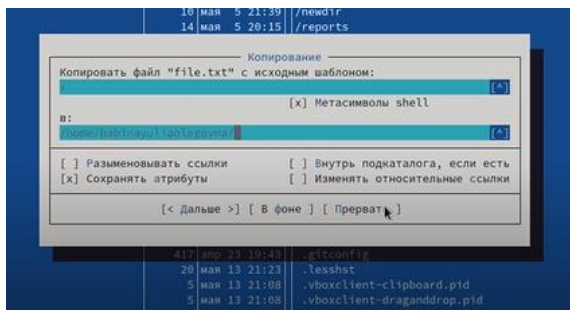 10 мая 5 21:39 /newdir
14 мая 5 20:15 /reports
Копирование
Копировать файл "file.txt" с исходным шаблоном:
*
[^]
[x] Метасимволы shell
в:
/home/babinayuliaolegovna/
[^]
[ ] Разыменовывать ссылки [ ] Внутрь подкаталога, если есть
[x] Сохранять атрибуты [ ] Изменять относительные ссылки
[< Дальше >] [ В фоне ] [ Прервать ]
417 апр 23 19:43 .gitconfig
20 мая 13 21:23 .lesshst
5 мая 13 21:08 .vboxclient-clipboard.pid
5 мая 13 21:08 .vboxclient-draganddrop.pid